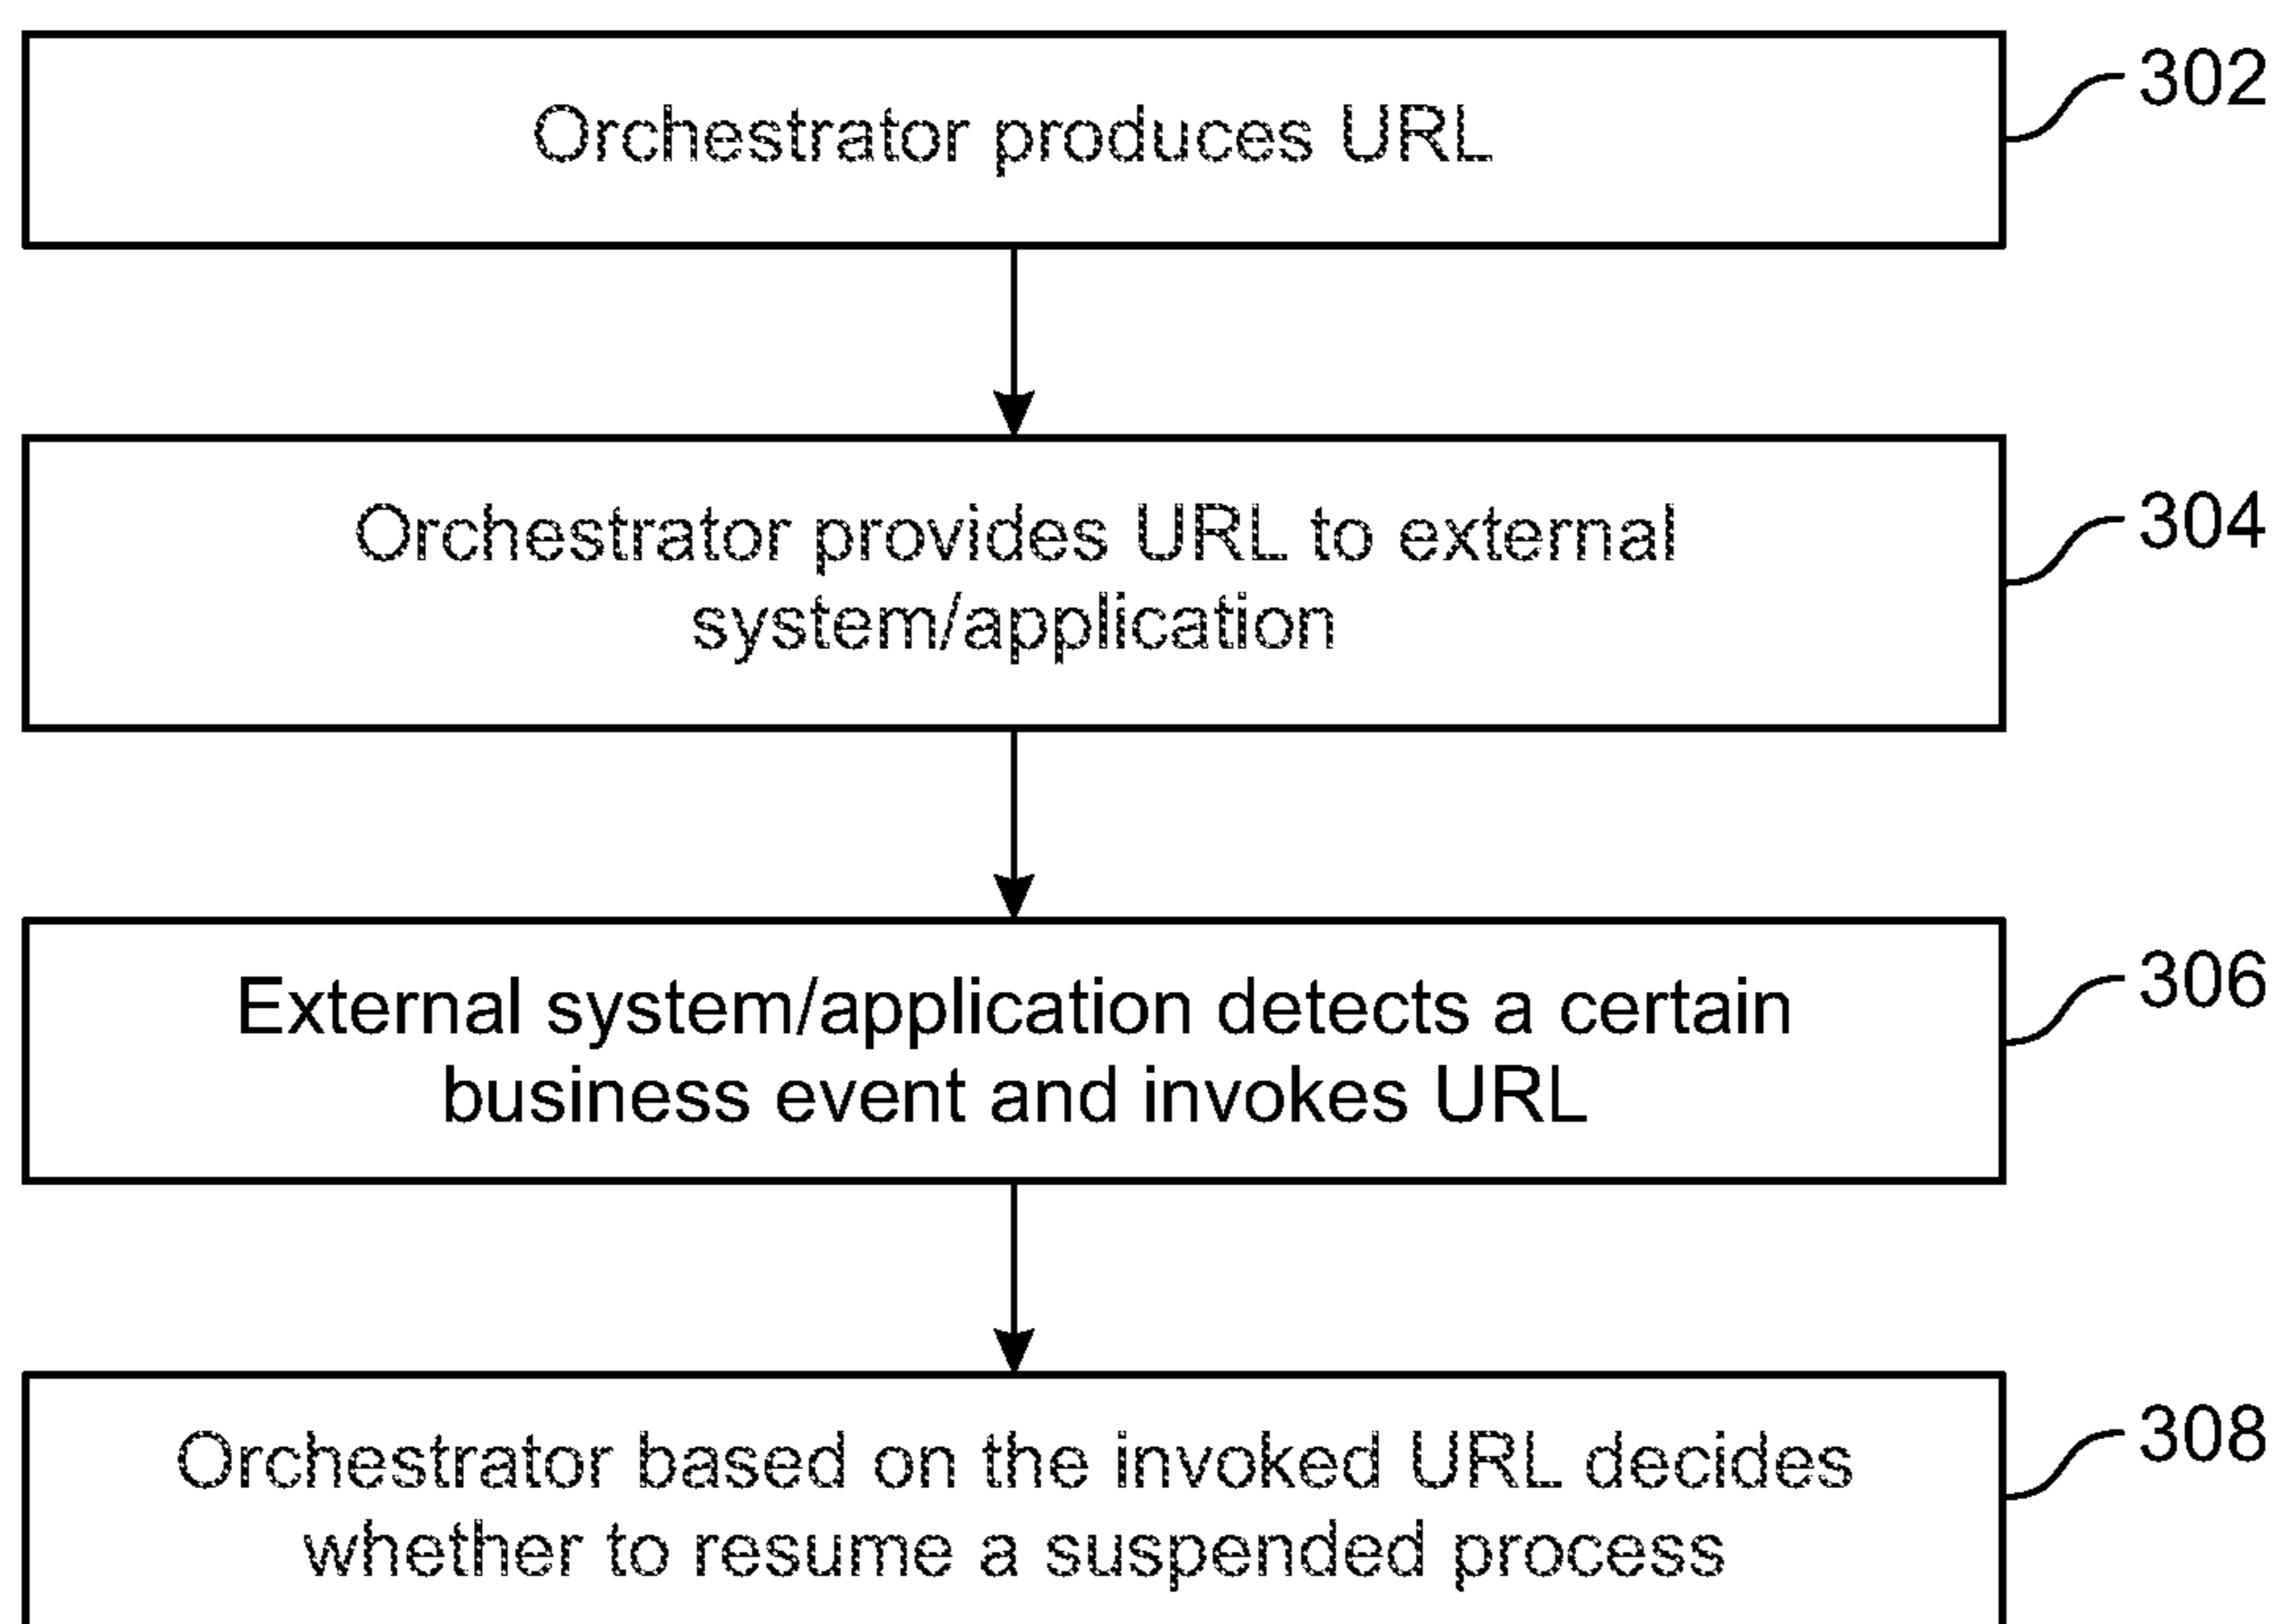 Orchestrator produces URL
302
Orchestrator provides URL to external
system/application
304
External system/application detects a certain
business event and invokes URL
306
Orchestrator based on the invoked URL decides
whether to resume a suspended process
308